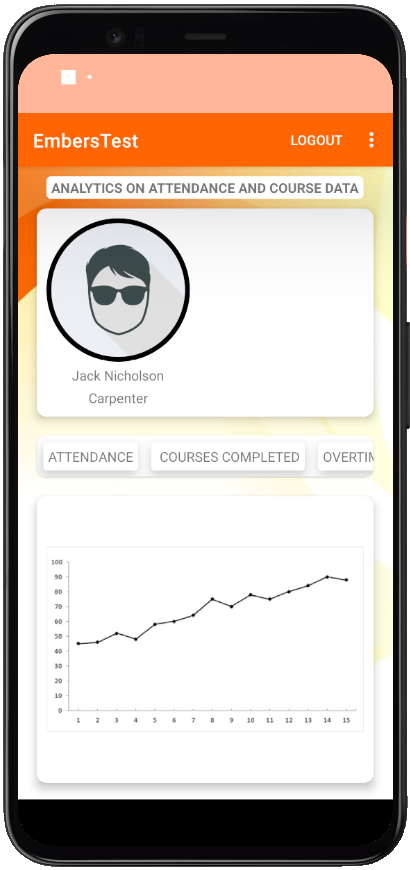 EmbersTest
LOGOUT
ANALYTICS ON ATTENDANCE AND COURSE DATA
Jack Nicholson
Carpenter
ATTENDANCE
COURSES COMPLETED
OVERTIM
100
90
80
70
60
50
40
30
20
10
0
1 2 3 4 5 6 7 8 9 10 11 12 13 14 15